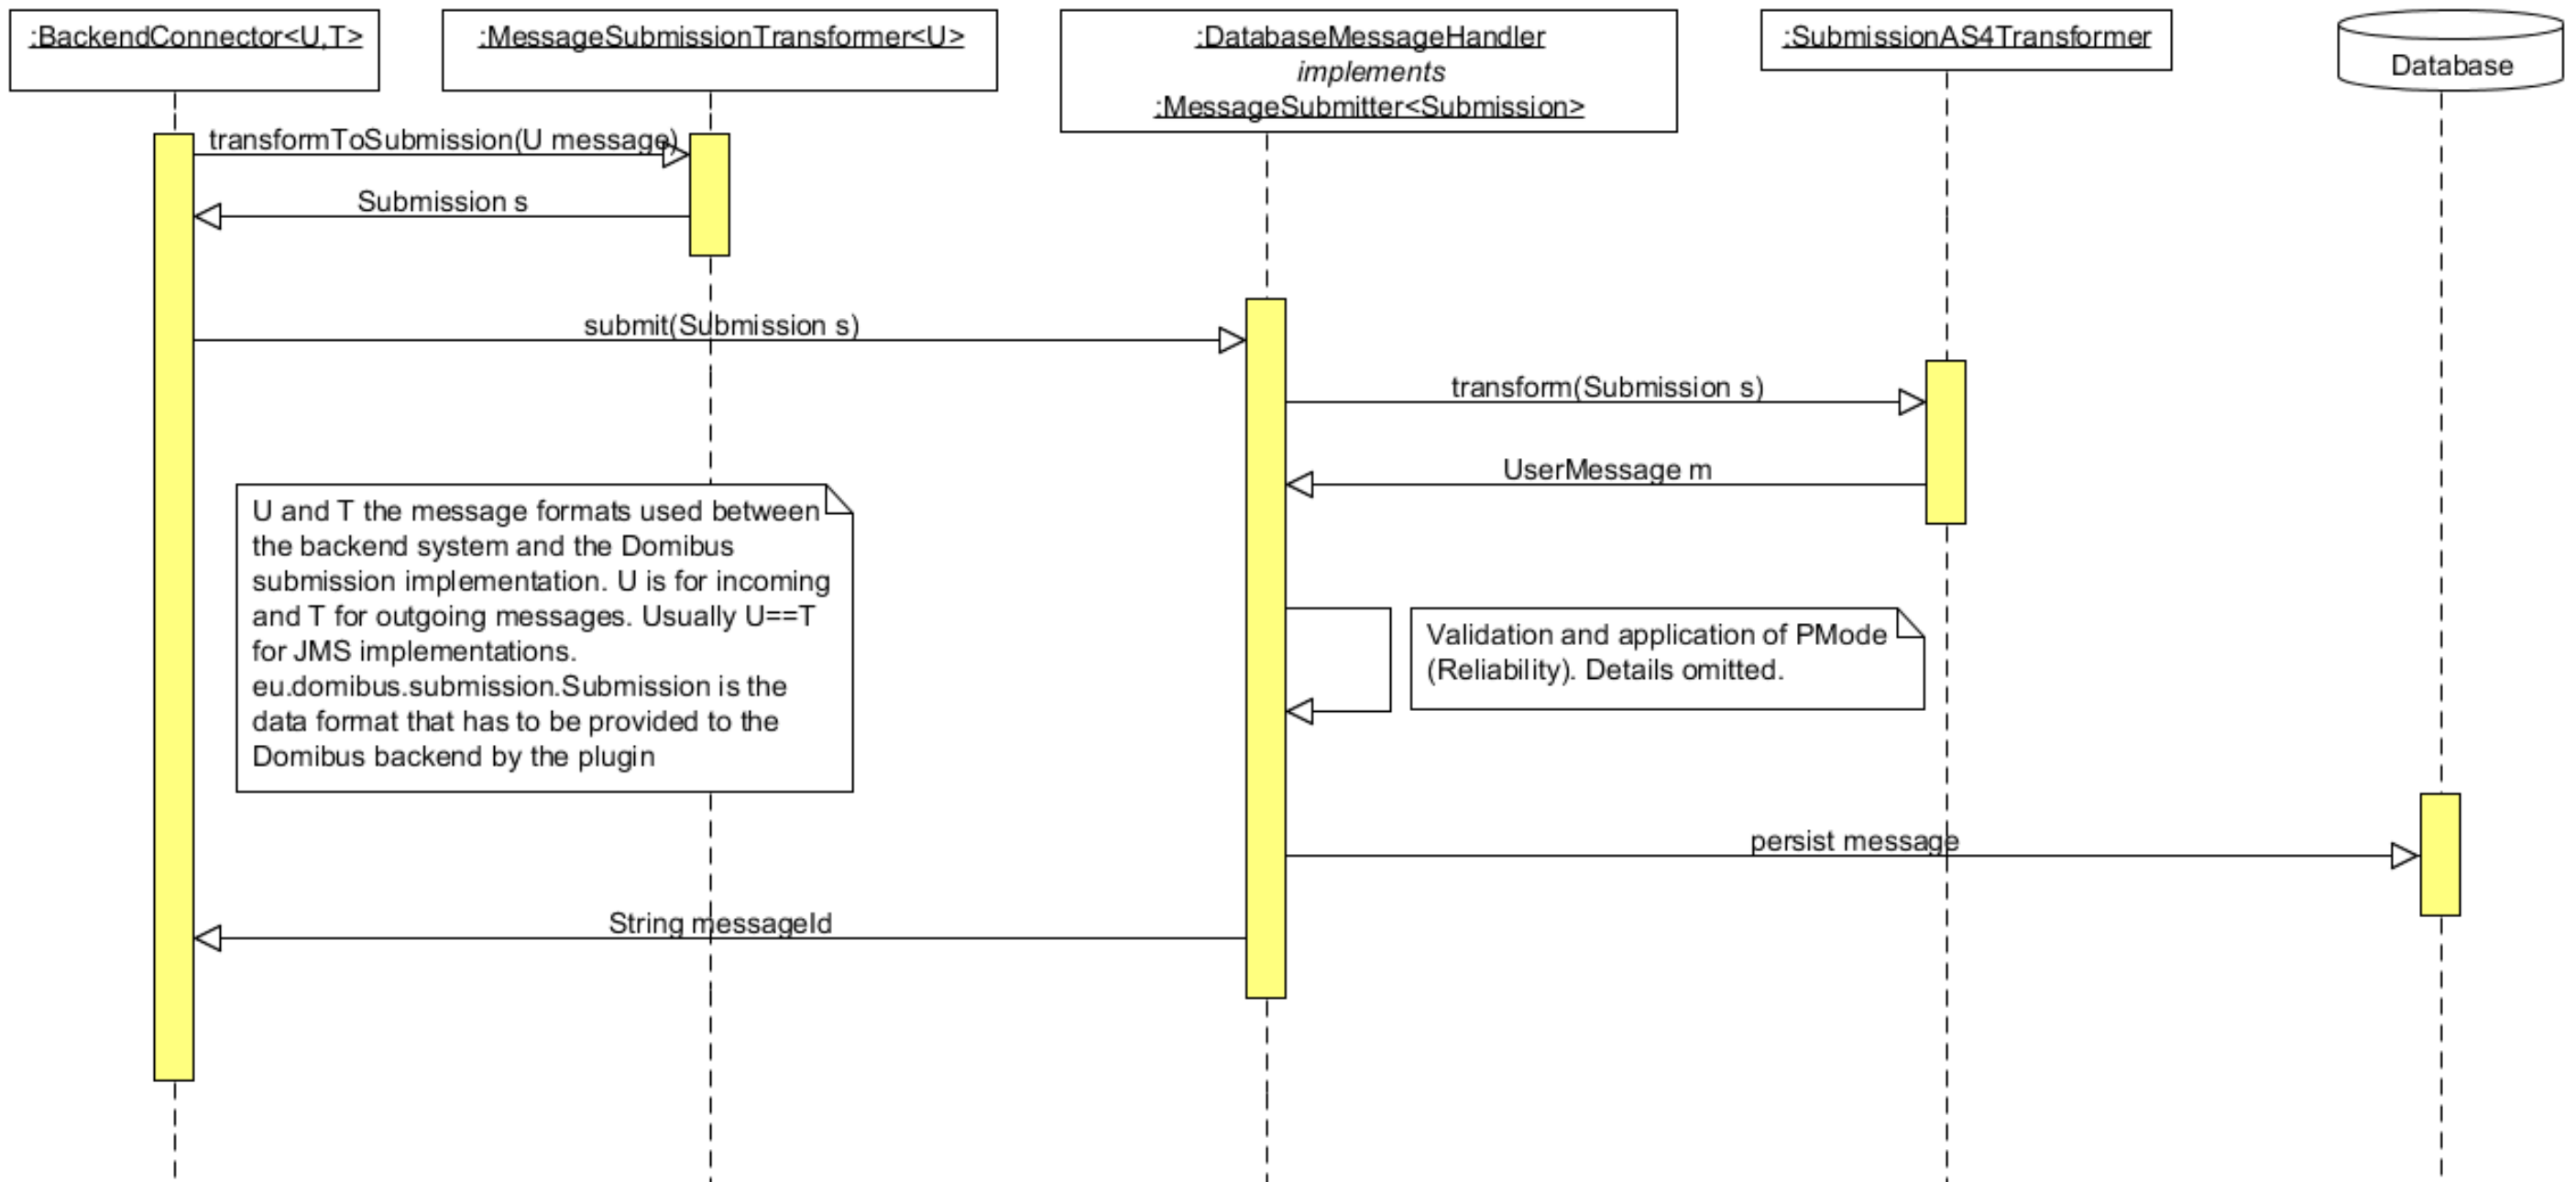 :BackendConnector<U,T>
:MessageSubmissionTransformer<U>
:DatabaseMessageHandler
implements
:MessageSubmitter<Submission>
:SubmissionAS4Transformer
Database
transformToSubmission(U message)
Submission s
submit(Submission s)
transform(Submission s)
UserMessage m
U and T the message formats used between
the backend system and the Domibus
submission implementation. U is for incoming
and T for outgoing messages. Usually U==T
for JMS implementations.
eu.domibus.submission.Submission is the
data format that has to be provided to the
Domibus backend by the plugin
Validation and application of PMode
(Reliability). Details omitted.
persist message
String messageId